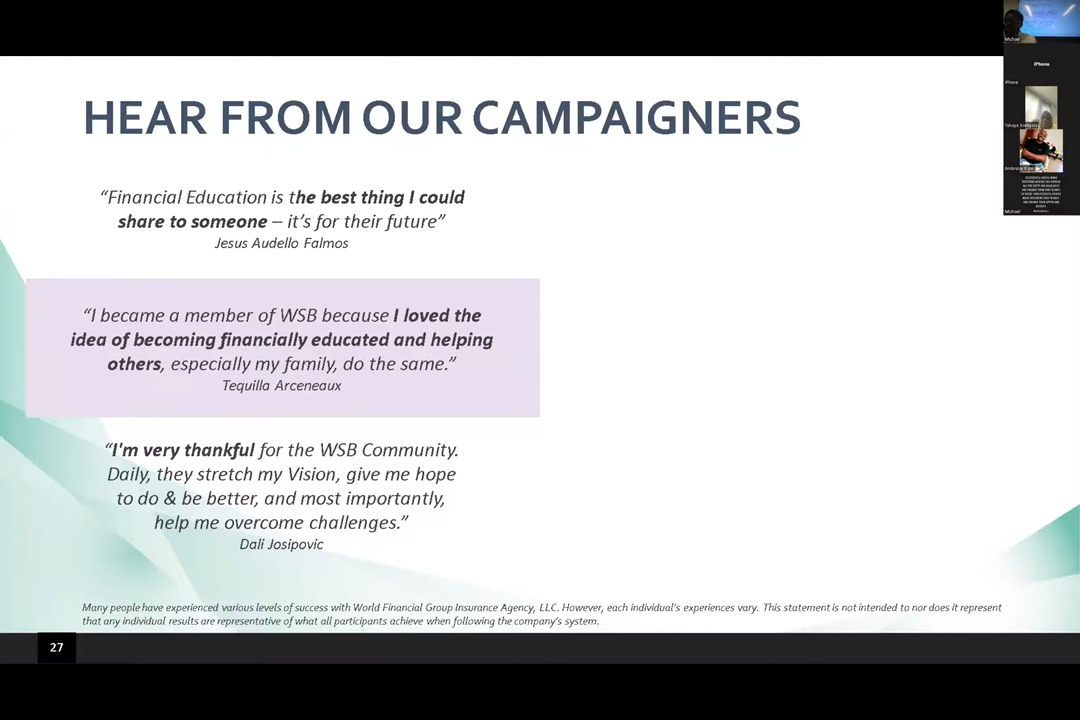 HEAR FROM OUR CAMPAIGNERS
“Financial Education is the best thing I could
share to someone – it’s for their future”
Jesus Audello Falmos
“I became a member of WSB because I loved the
idea of becoming financially educated and helping
others, especially my family, do the same.”
Tequilla Arceneaux
“I'm very thankful for the WSB Community.
Daily, they stretch my Vision, give me hope
to do & be better, and most importantly,
help me overcome challenges.”
Dali Josipovic
Many people have experienced various levels of success with World Financial Group Insurance Agency, LLC. However, each individual’s experiences vary. This statement is not intended to nor does it represent
that any individual results are representative of what all participants achieve when following the company’s system.
27
Michael
iPhone
iPhone
Michael